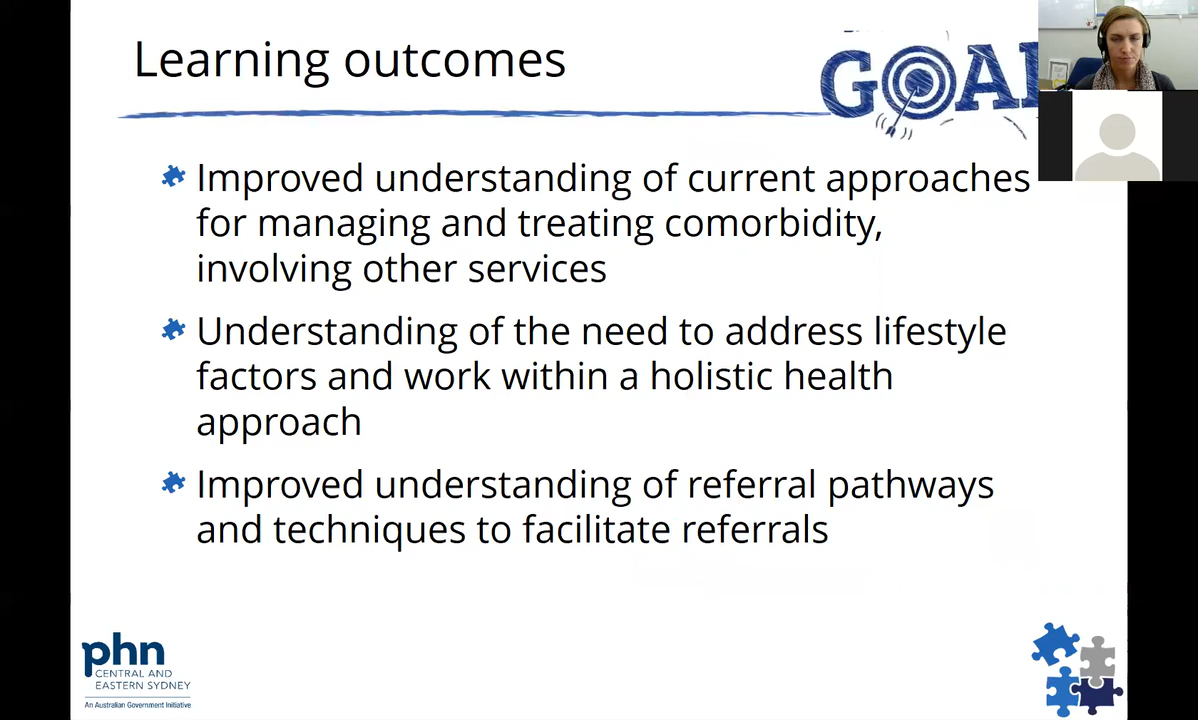 Learning outcomes
GOAL
Improved understanding of current approaches
for managing and treating comorbidity,
involving other services
Understanding of the need to address lifestyle
factors and work within a holistic health
approach
Improved understanding of referral pathways
and techniques to facilitate referrals
phn
CENTRAL AND
EASTERN SYDNEY
An Australian Government Initiative